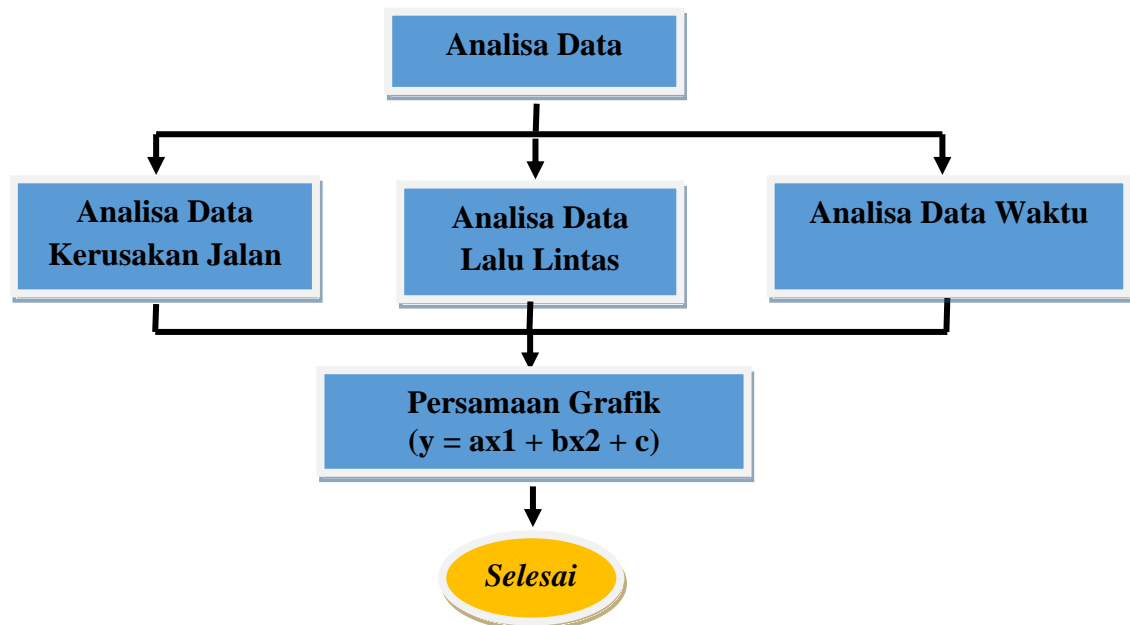 Analisa Data
Analisa Data
Kerusakan Jalan
Analisa Data
Lalu Lintas
Analisa Data Waktu
Persamaan Grafik
(y = ax1 + bx2 + c)
Selesai